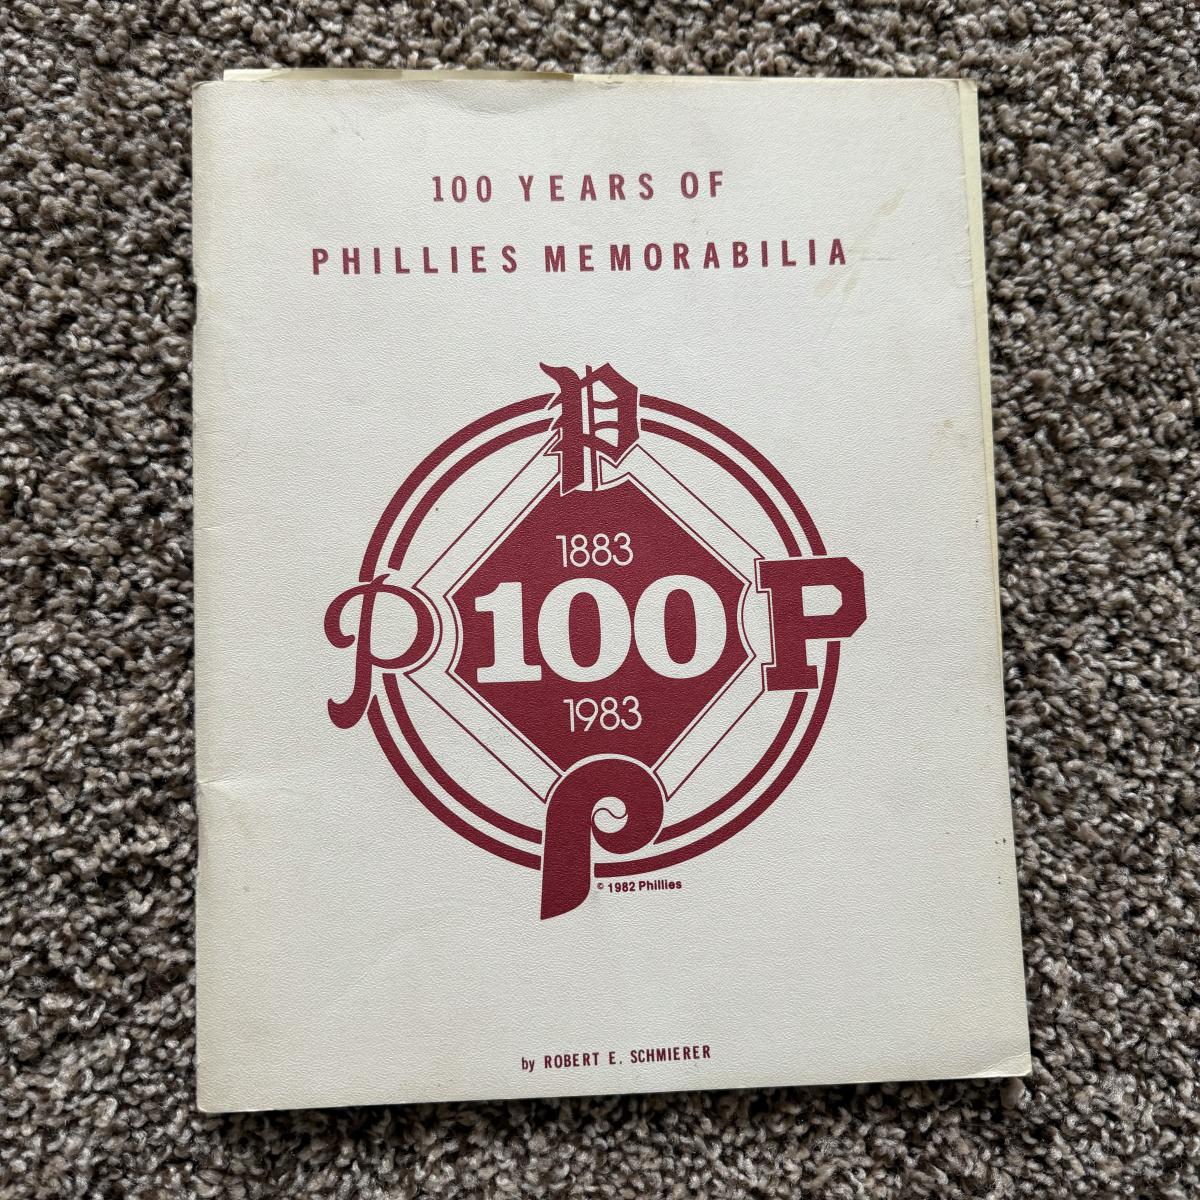 100 YEARS OF
PHILLIES MEMORABILIA
P
1883
P 100 P
1983
P
© 1982 Phillies
by ROBERT E. SCHMIERER